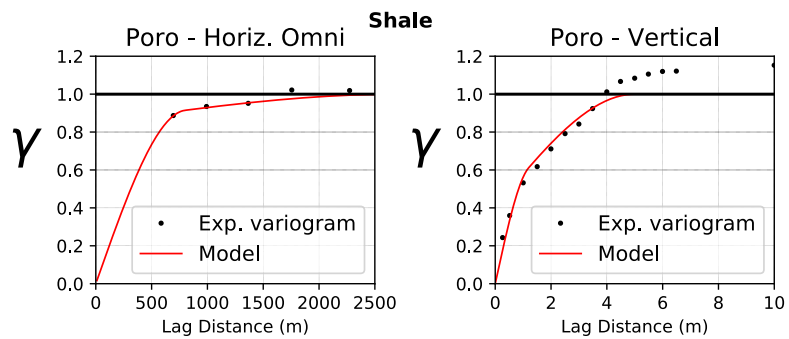 Shale
Poro - Horiz. Omni
γ
1.2
1.0
0.8
0.6
0.4
0.2
0.0
0
500
1000
1500
2000
2500
Exp. variogram
Model
Lag Distance (m)
Poro - Vertical
γ
1.2
1.0
0.8
0.6
0.4
0.2
0.0
0
2
4
6
8
10
Exp. variogram
Model
Lag Distance (m)